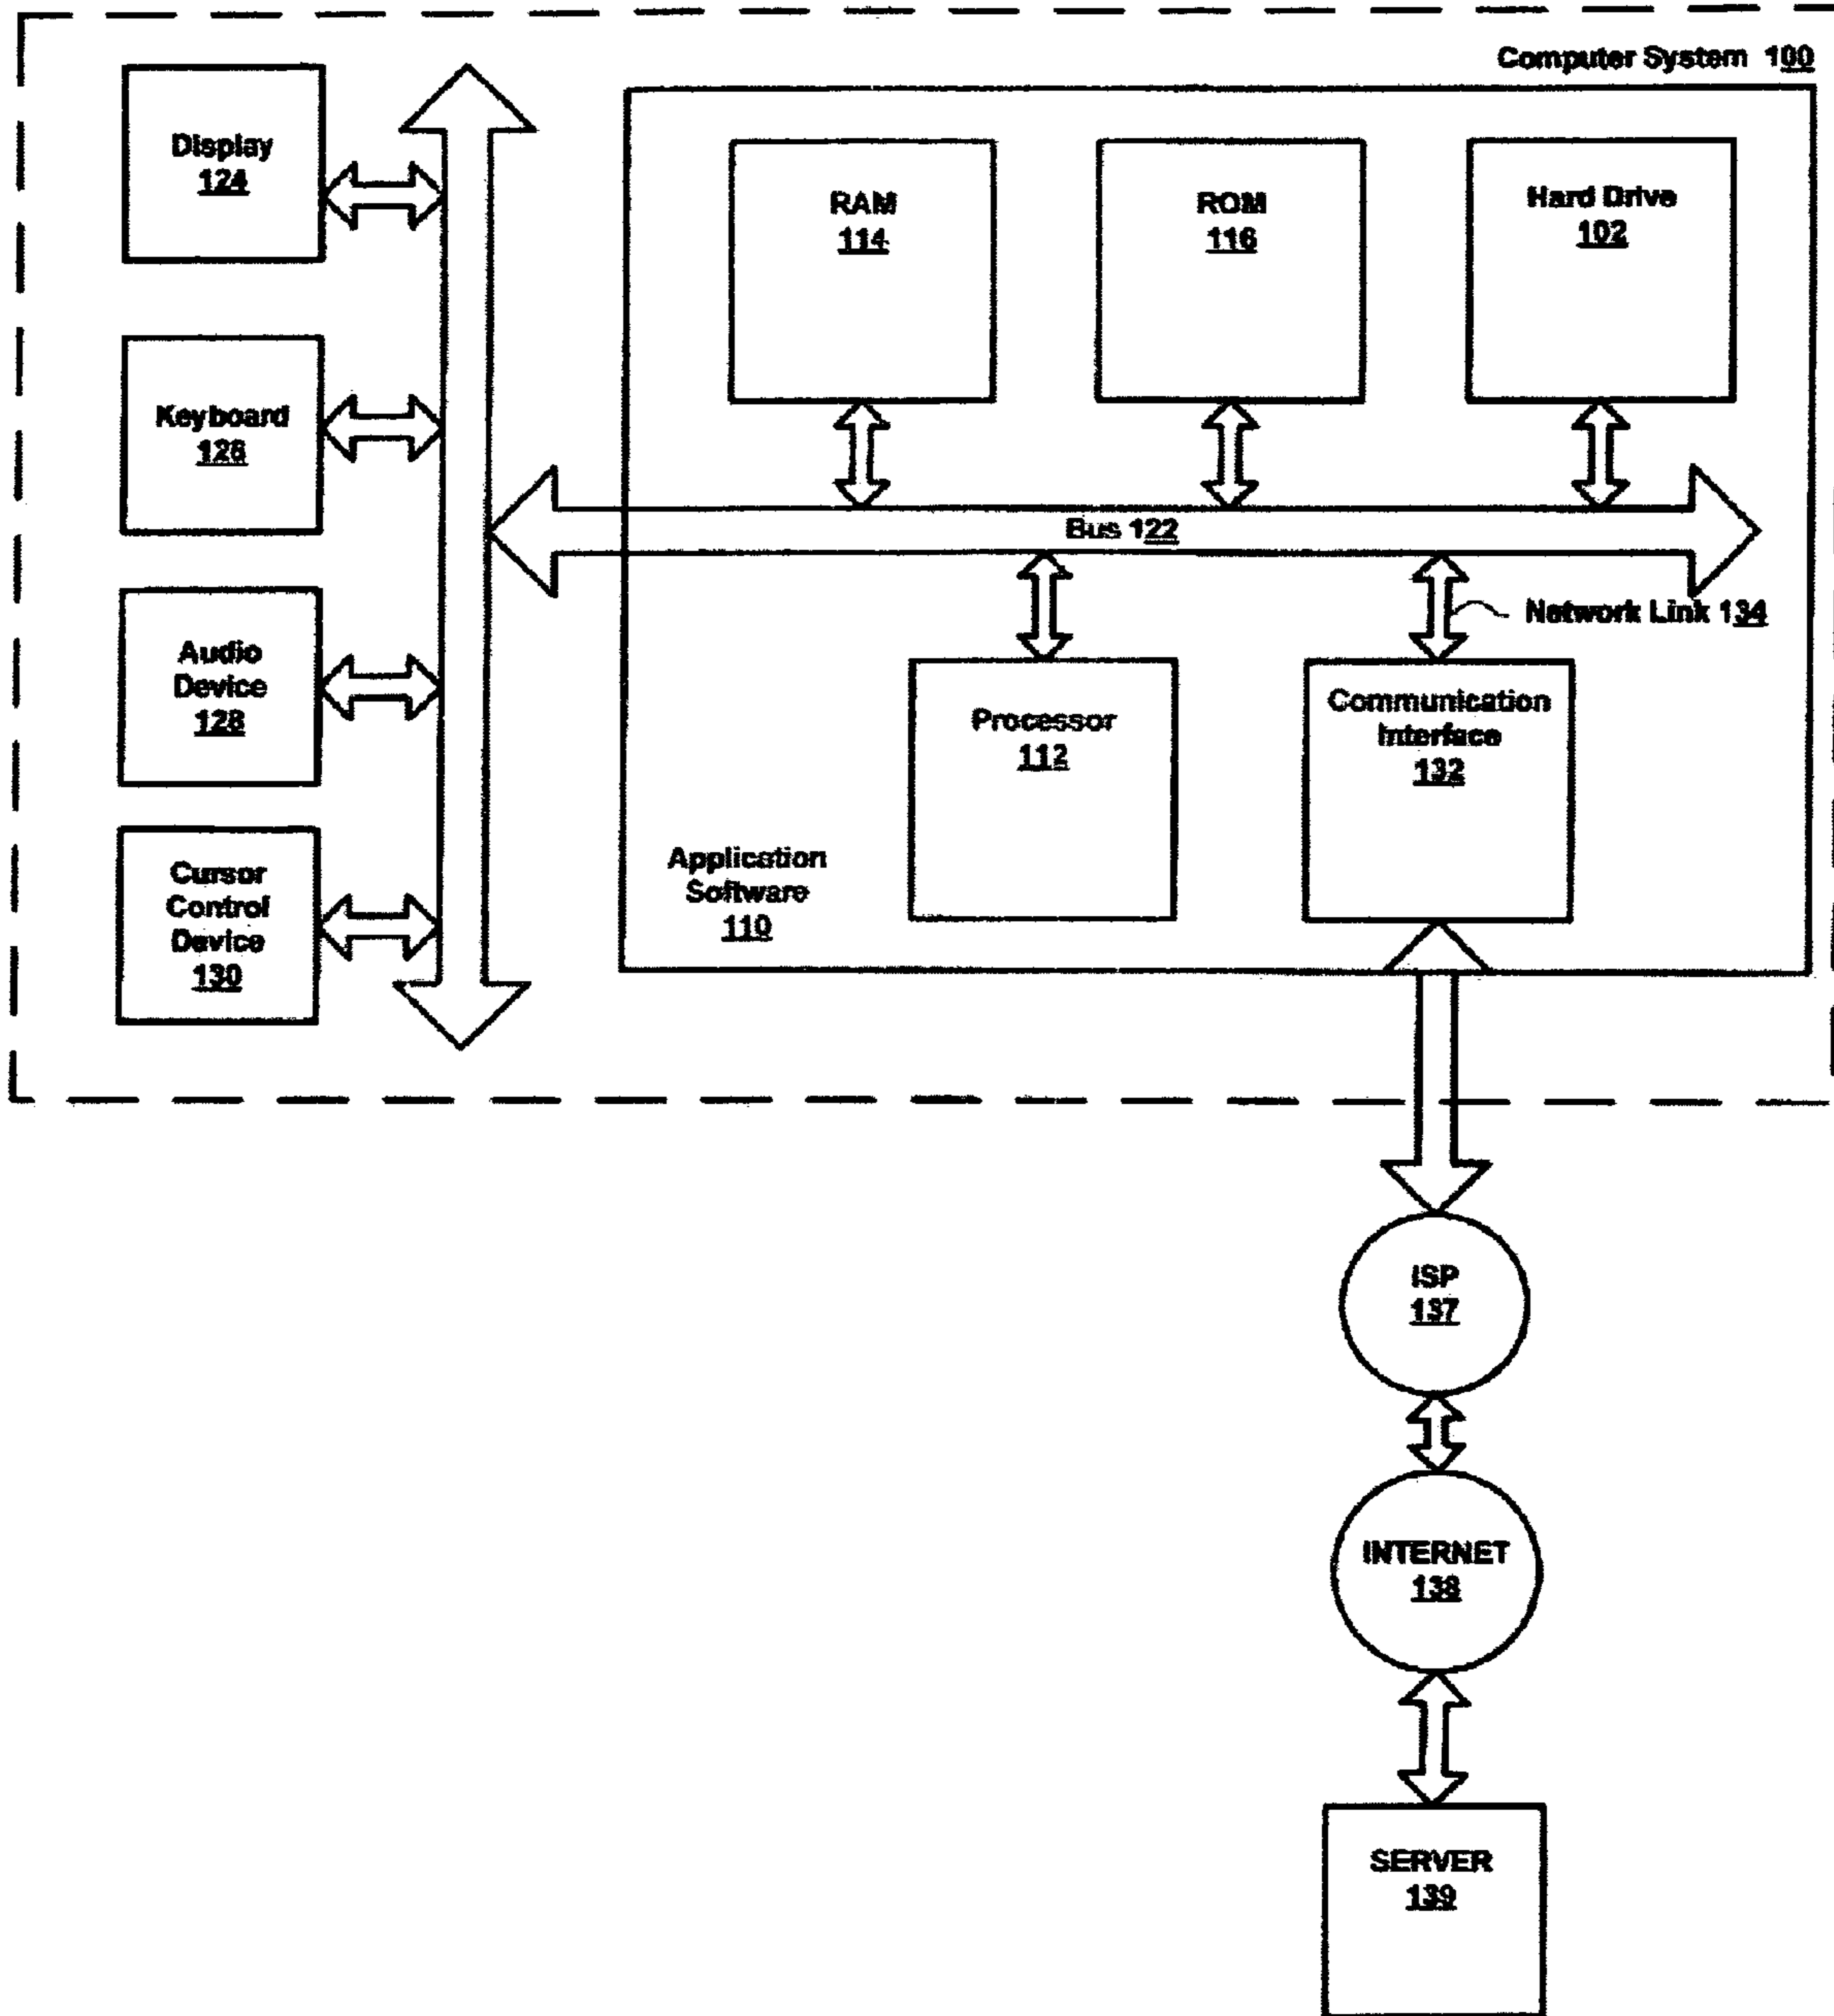 Computer System 100
Display
124
Keyboard
126
Audio
Device
128
Cursor
Control
Device
130
RAM
114
ROM
116
Hard Drive
102
Bus 122
Network Link 134
Processor
112
Communication
Interface
132
Application
Software
110
ISP
137
INTERNET
138
SERVER
139